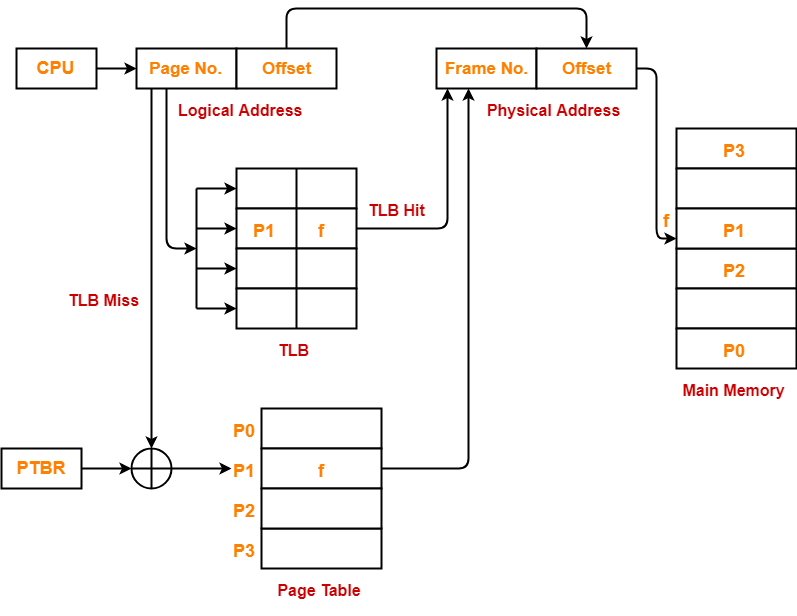 CPU
Page No.
Offset
Frame No.
Offset
Logical Address
Physical Address
P3
TLB Hit
P1
f
f
P1
P2
TLB Miss
TLB
P0
Main Memory
P0
PTBR
P1
f
P2
P3
Page Table